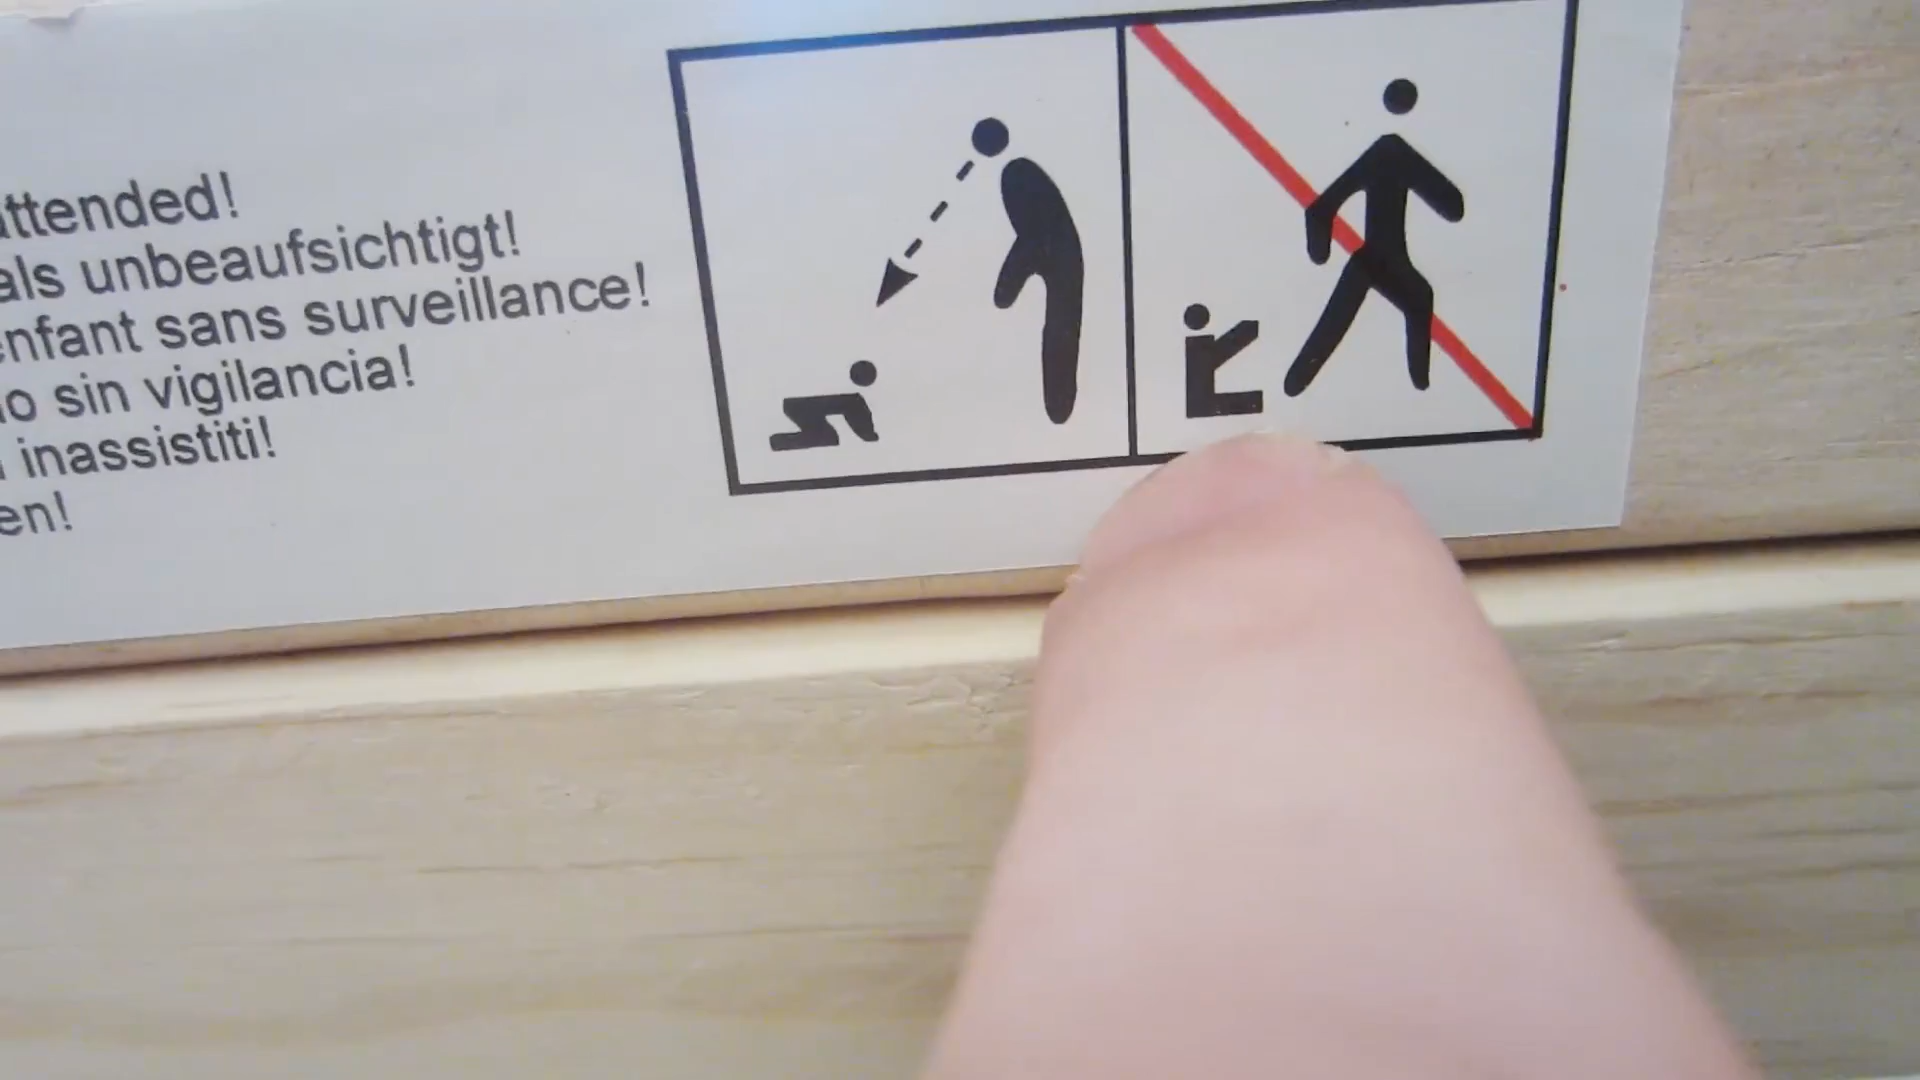 attended!
als unbeaufsichtigt!
enfant sans surveillance!
o sin vigilancia!
inassistiti!
en!